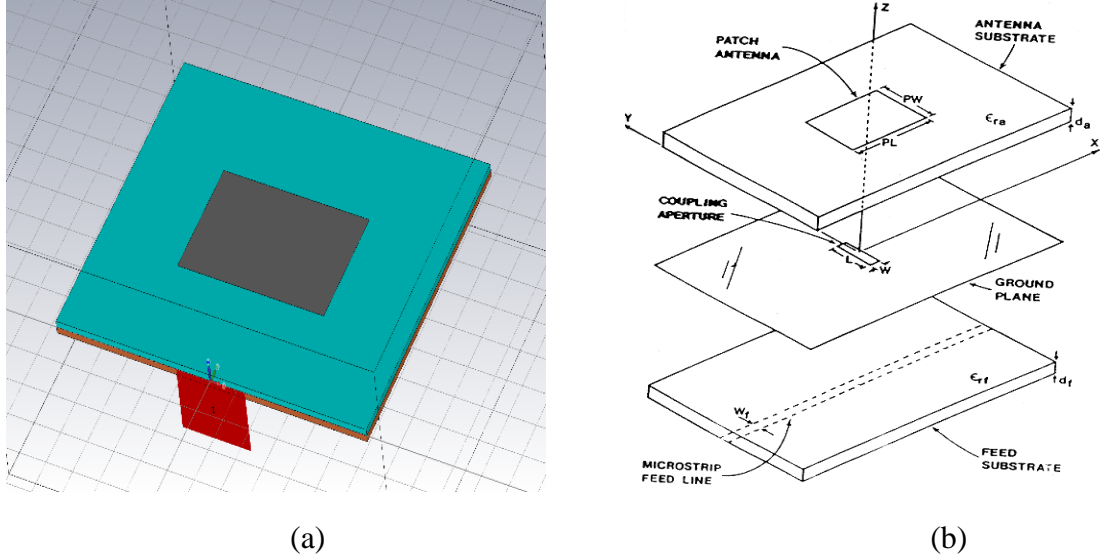 Z
ANTENNA
SUBSTRATE
PATCH
ANTENNA
PW
PL
ϵra
da
Y
X
COUPLING
APERTURE
L
W
GROUND
PLANE
ϵrf
df
Wf
MICROSTRIP
FEED LINE
FEED
SUBSTRATE
(a)
(b)